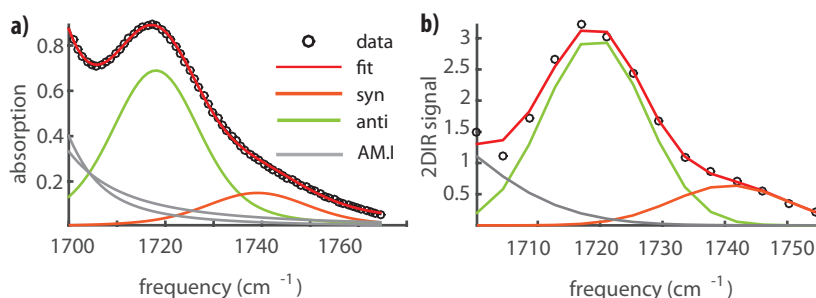 a)
absorption
0.8
0.6
0.4
0.2
1700
1720
1740
1760
frequency (cm -1)
data
fit
syn
anti
AM.I
b)
2DIR signal
3
2.5
2
1.5
1
0.5
1710
1720
1730
1740
1750
frequency (cm -1)